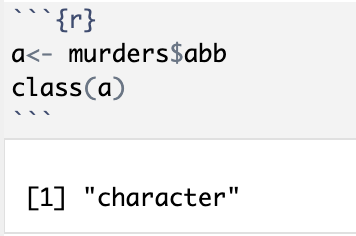 ```{r}
a<- murders$abb
class(a)
```
[1] "character"